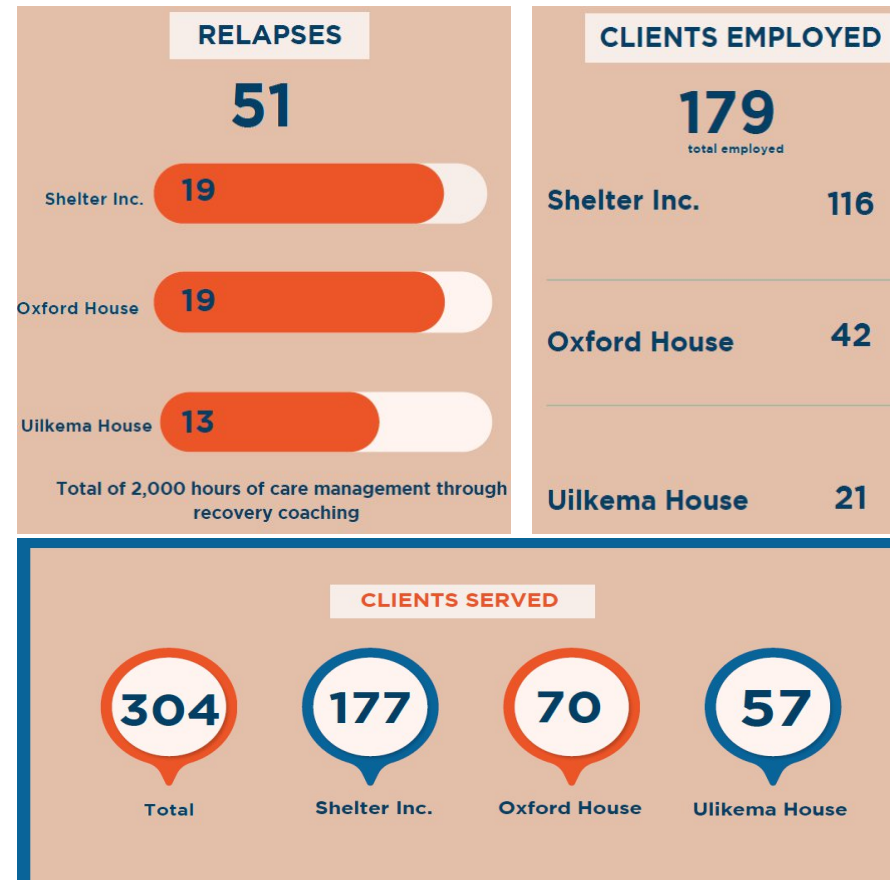 RELAPSES
51
Shelter Inc. 19
Oxford House 19
Uilkema House 13
Total of 2,000 hours of care management through
recovery coaching
CLIENTS EMPLOYED
179
total employed
Shelter Inc. 116
Oxford House 42
Uilkema House 21
CLIENTS SERVED
304 177 70 57
Total Shelter Inc. Oxford House Ulikema House